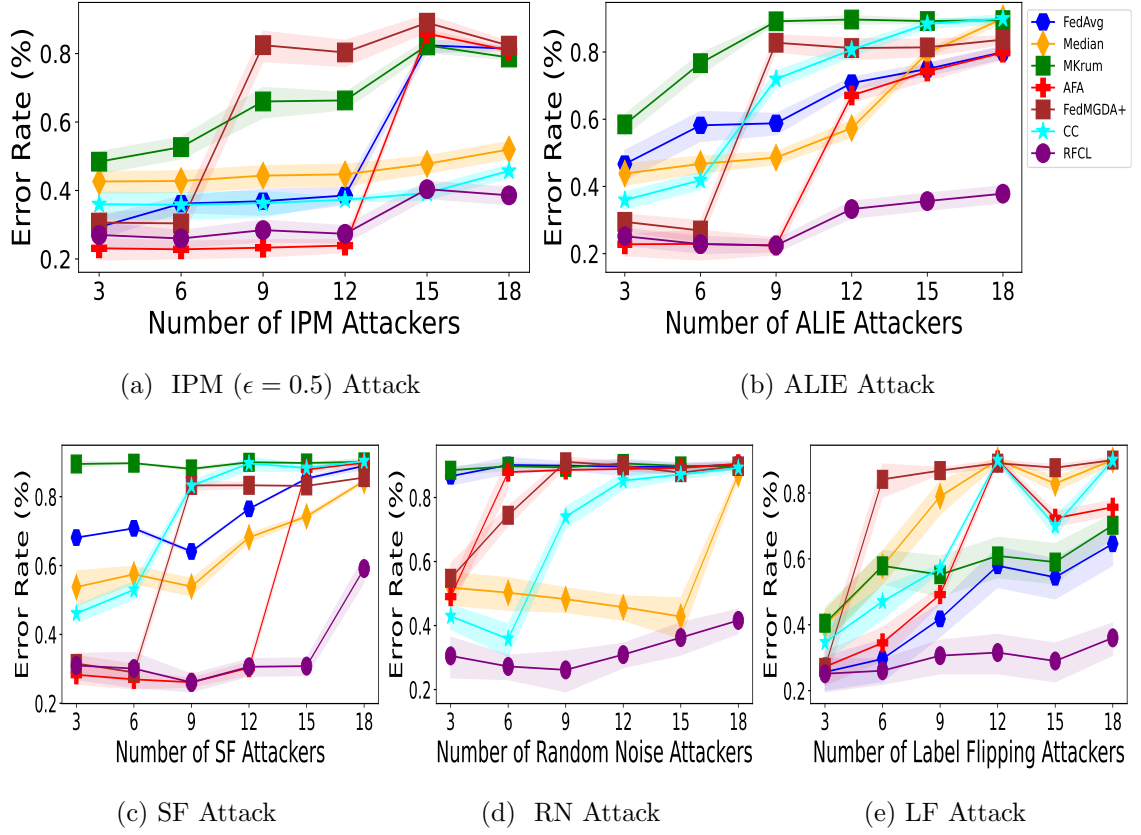 Error Rate (%)
0.8
0.6
0.4
0.2
3 6 9 12 15 18
Number of IPM Attackers
(a) IPM (ϵ = 0.5) Attack
Error Rate (%)
0.8
0.6
0.4
0.2
3 6 9 12 15 18
Number of ALIE Attackers
(b) ALIE Attack
FedAvg
Median
MKrum
AFA
FedMGDA+
CC
RFCL
Error Rate (%)
0.8
0.6
0.4
0.2
3 6 9 12 15 18
Number of SF Attackers
(c) SF Attack
Error Rate (%)
0.8
0.6
0.4
0.2
3 6 9 12 15 18
Number of Random Noise Attackers
(d) RN Attack
Error Rate (%)
0.8
0.6
0.4
0.2
3 6 9 12 15 18
Number of Label Flipping Attackers
(e) LF Attack